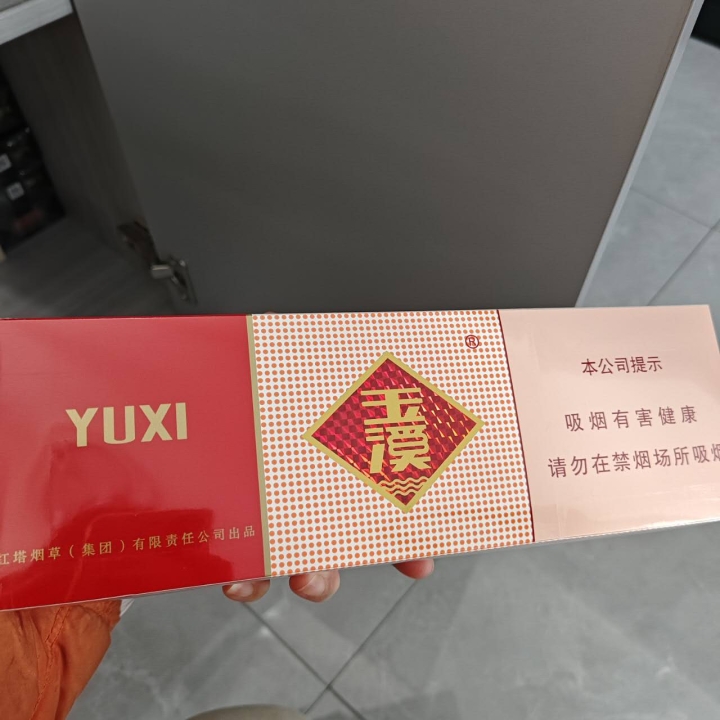 YUXI
红塔烟草（集团）有限责任公司出品
玉溪
®
本公司提示
吸烟有害健康
请勿在禁烟场所吸烟